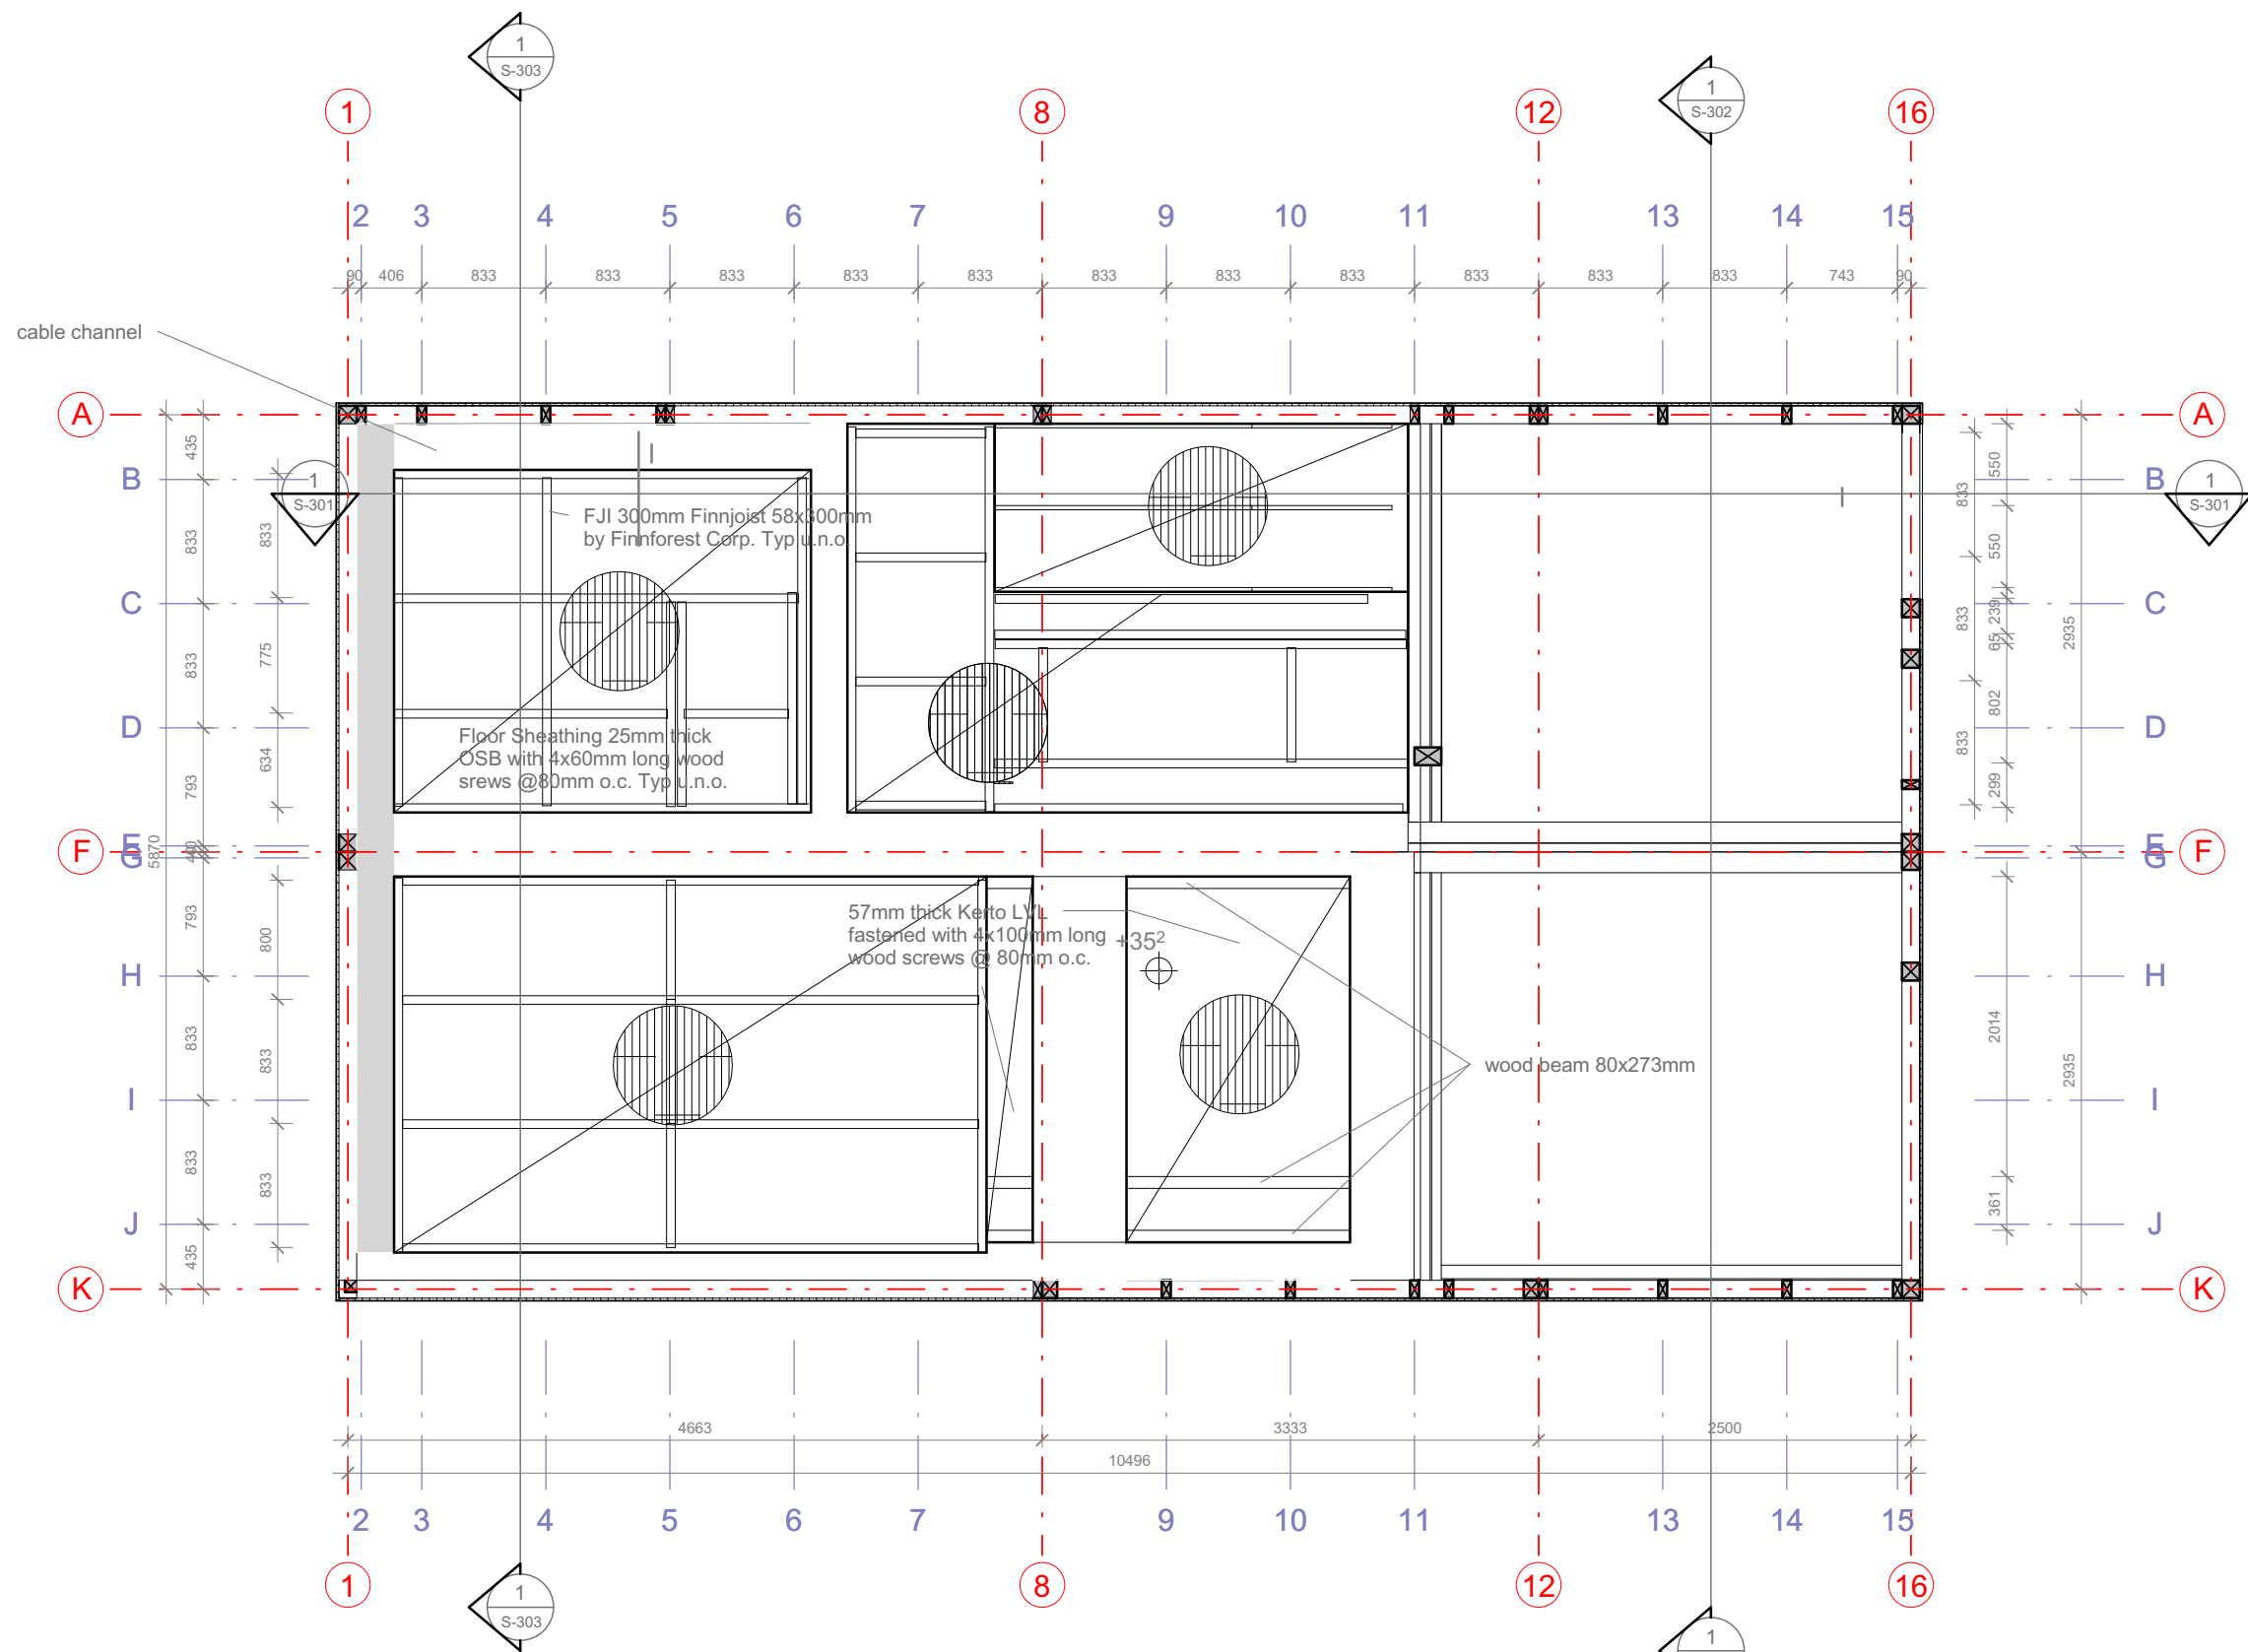 1
S-303
1
S-302
1 8 12 16
2 3 4 5 6 7 9 10 11 13 14 15
90 406 833 833 833 833 833 833 833 833 833 833 833 743 90
cable channel
A A
435
B B
550
1
S-301
1
S-301
FJI 300mm Finnjoist 58x300mm
by Finnforest Corp. Typ u.n.o.
833 833 833 550
C C
239
833 775 833 65 2935
802
D D
Floor Sheathing 25mm thick
OSB with 4x60mm long wood
srews @80mm o.c. Typ u.n.o.
793 634 833 299
E E
F F
G G
5870
57mm thick Kerto LVL
fastened with 4x100mm long
wood screws @ 80mm o.c.
+35²
793 800
H H
2014
833 833 2935
wood beam 80x273mm
I I
833 833 361
J J
435
K K
4663 3333 2500
10496
2 3 4 5 6 7 9 10 11 13 14 15
1 8 12 16
1
S-303
1